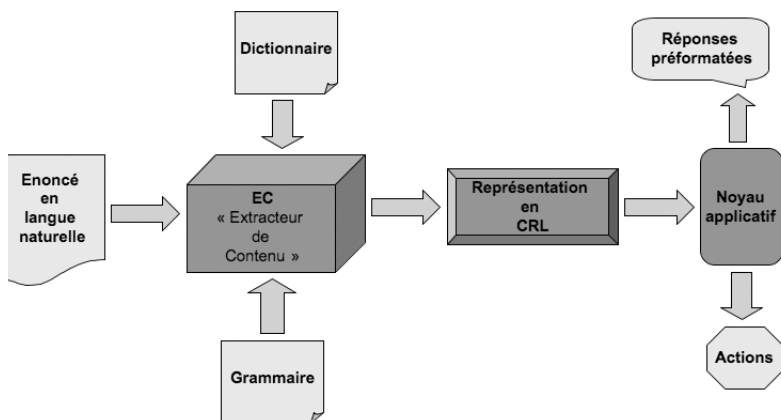 Dictionnaire
Réponses
préformatées
Enoncé
en
langue
naturelle
EC
« Extracteur
de
Contenu »
Représentation
en
CRL
Noyau
applicatif
Grammaire
Actions